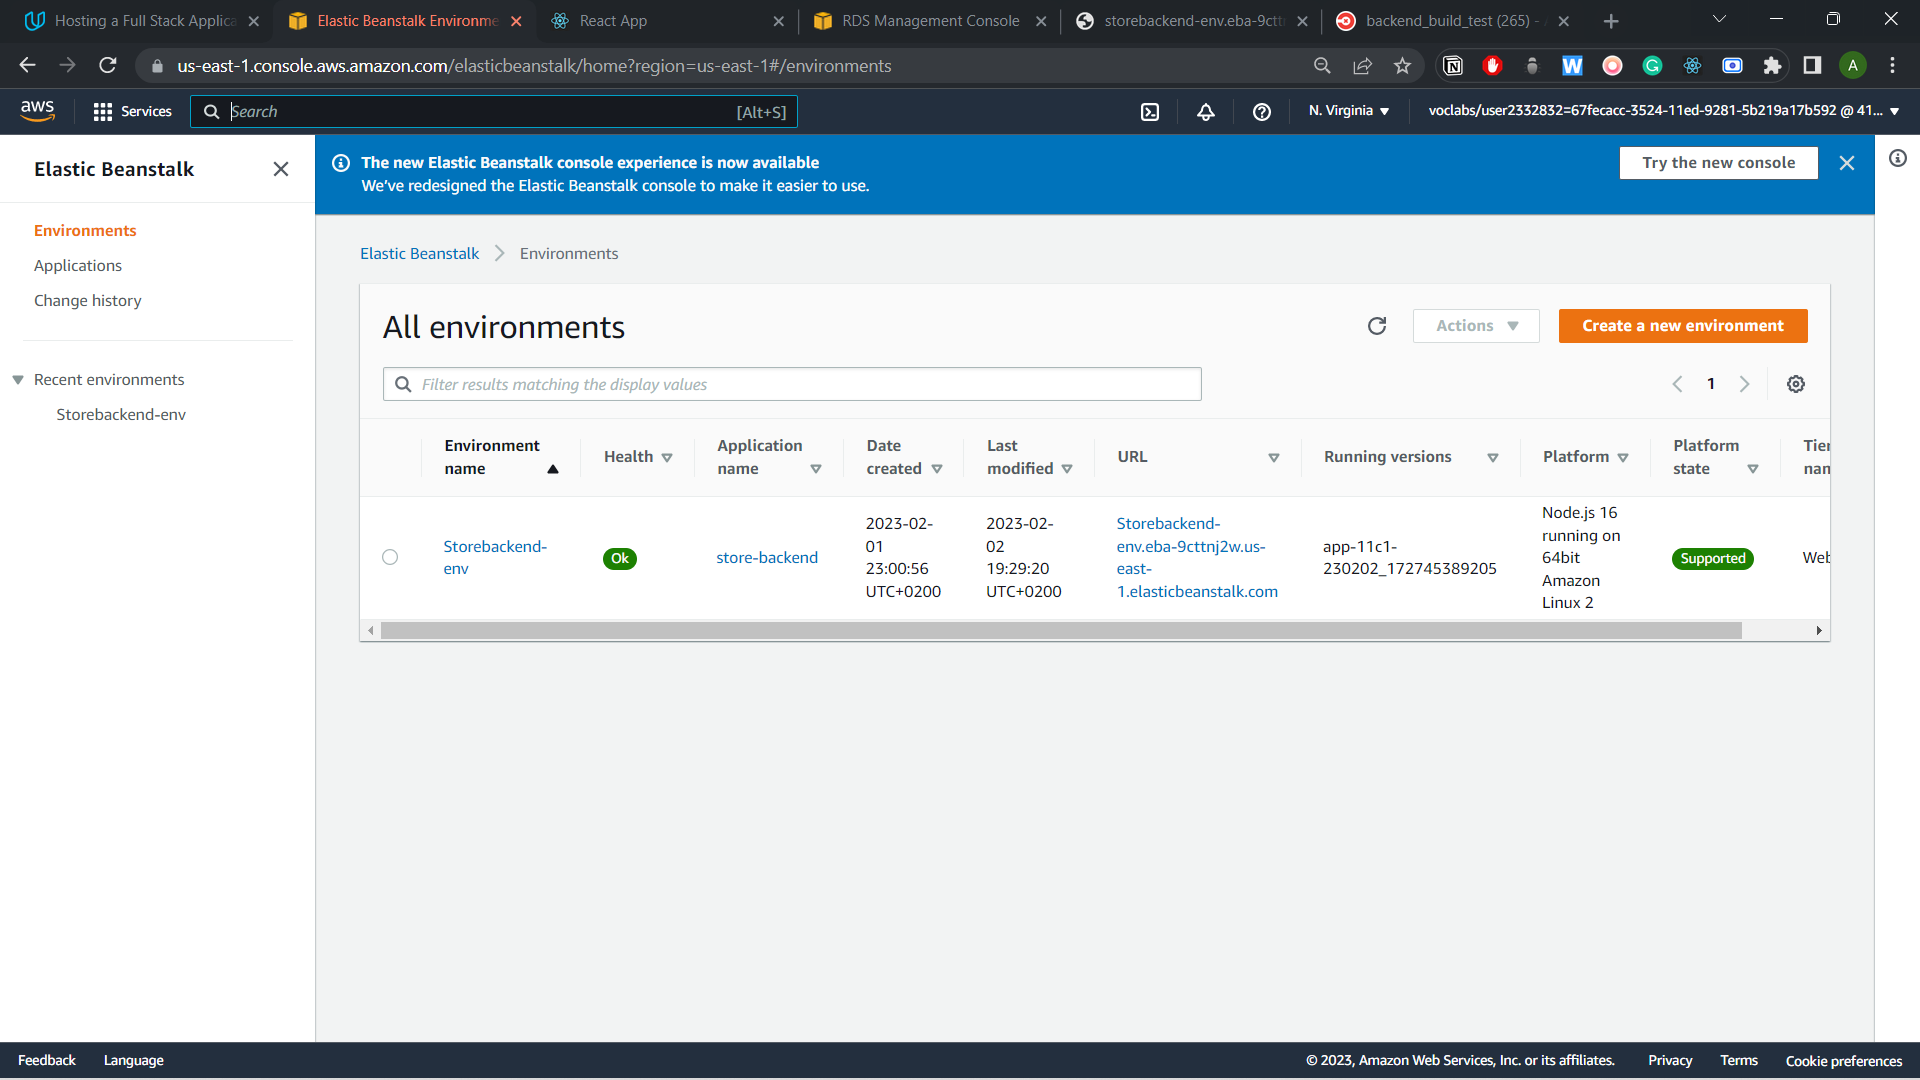 Hosting a Full Stack Applica
Elastic Beanstalk Environme
React App
RDS Management Console
storebackend-env.eba-9cttn
backend_build_test (265) -
us-east-1.console.aws.amazon.com/elasticbeanstalk/home?region=us-east-1#/environments
A
aws
Services
Search
[Alt+S]
N. Virginia
voclabs/user2332832=67fecacc-3524-11ed-9281-5b219a17b592 @ 41...
Elastic Beanstalk
Environments
Applications
Change history
Recent environments
Storebackend-env
The new Elastic Beanstalk console experience is now available
We've redesigned the Elastic Beanstalk console to make it easier to use.
Try the new console
Elastic Beanstalk
Environments
All environments
Actions
Create a new environment
Filter results matching the display values
1
Environment
name
Health
Application
name
Date
created
Last
modified
URL
Running versions
Platform
Platform
state
Tier
nam
Storebackend-
env
Ok
store-backend
2023-02-
01
23:00:56
UTC+0200
2023-02-
02
19:29:20
UTC+0200
Storebackend-
env.eba-9cttnj2w.us-
east-
1.elasticbeanstalk.com
app-11c1-
230202_172745389205
Node.js 16
running on
64bit
Amazon
Linux 2
Supported
Web
Feedback
Language
© 2023, Amazon Web Services, Inc. or its affiliates.
Privacy
Terms
Cookie preferences